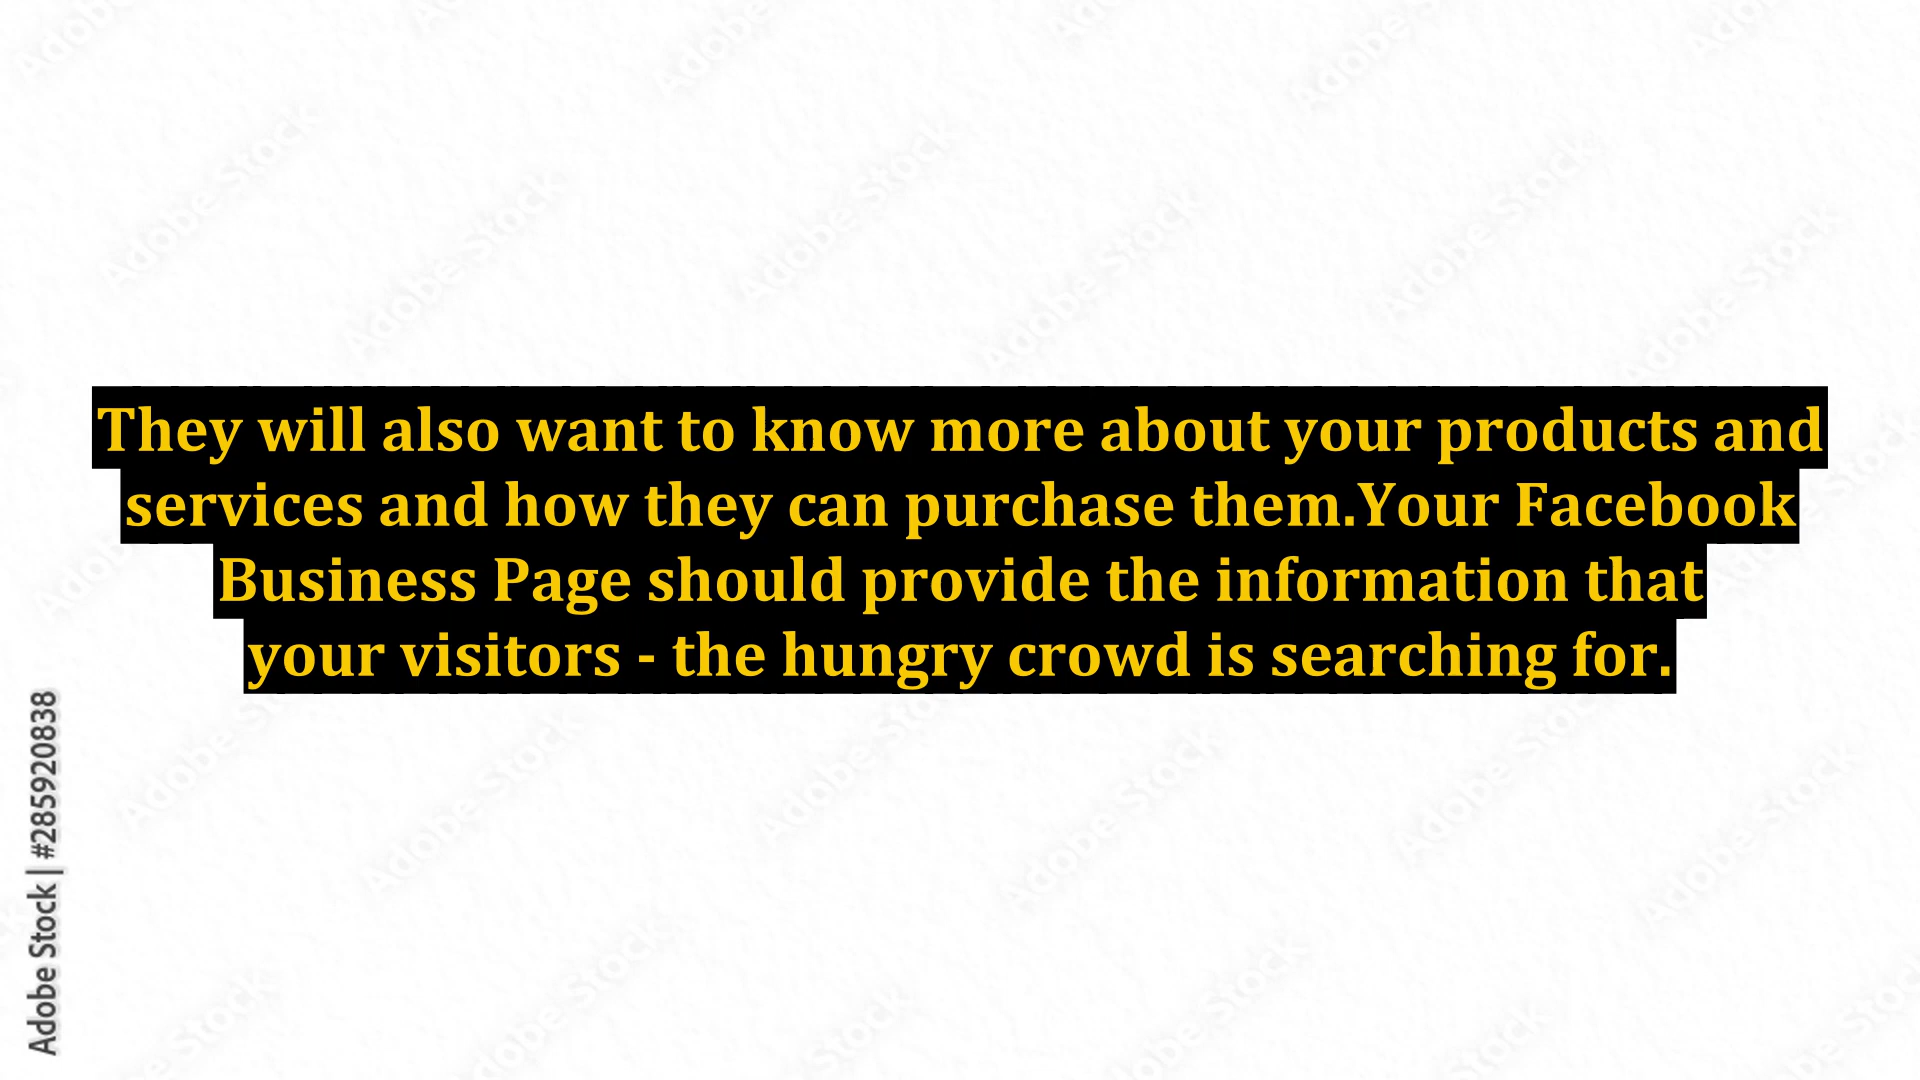 They will also want to know more about your products and
services and how they can purchase them.Your Facebook
Business Page should provide the information that
your visitors - the hungry crowd is searching for.
Adobe Stock | #285920838
Adobe Stock